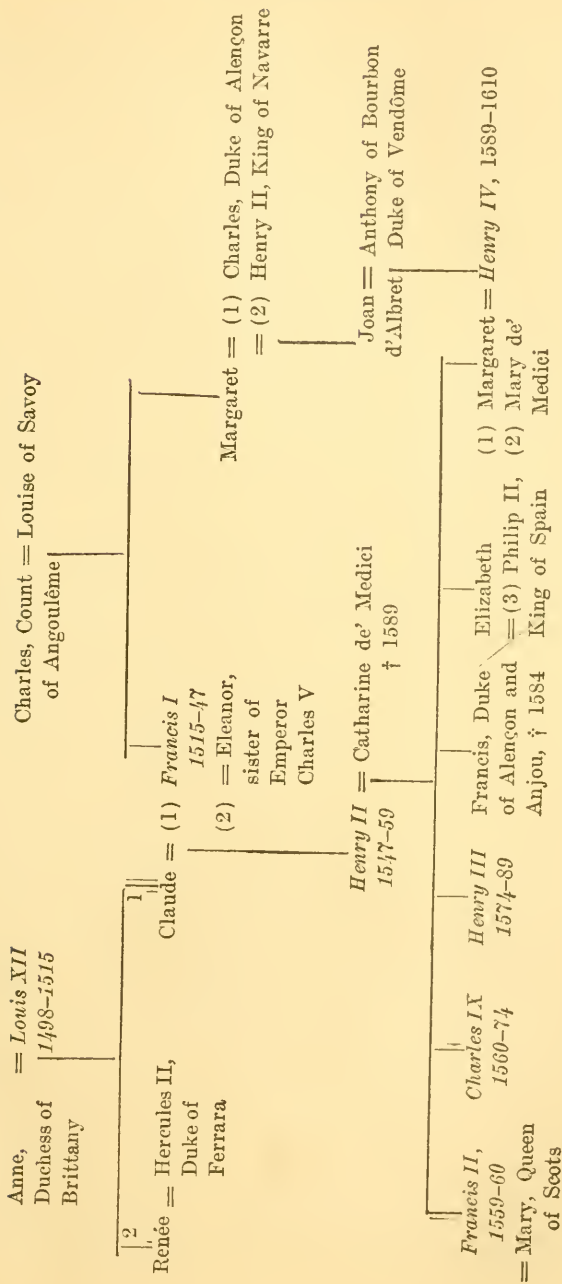 Anne,
Duchess of
Brittany
= Louis XII
1498–1515
Charles, Count = Louise of Savoy
of Angoulême
2
Renée = Hercules II,
Duke of
Ferrara
1
Claude = (1) Francis I
1515–47
(2) = Eleanor,
sister of
Emperor
Charles V
Margaret = (1) Charles, Duke of Alençon
= (2) Henry II, King of Navarre
Henry II = Catharine de' Medici
1547–59
† 1589
Joan = Anthony of Bourbon
d'Albret
Duke of Vendôme
Francis II,
1559–60
= Mary, Queen
of Scots
Charles IX
1560–74
Henry III
1574–89
Francis, Duke
of Alençon and
Anjou, † 1584
Elizabeth
= (3) Philip II,
King of Spain
(1) Margaret = Henry IV, 1589–1610
(2) Mary de'
Medici